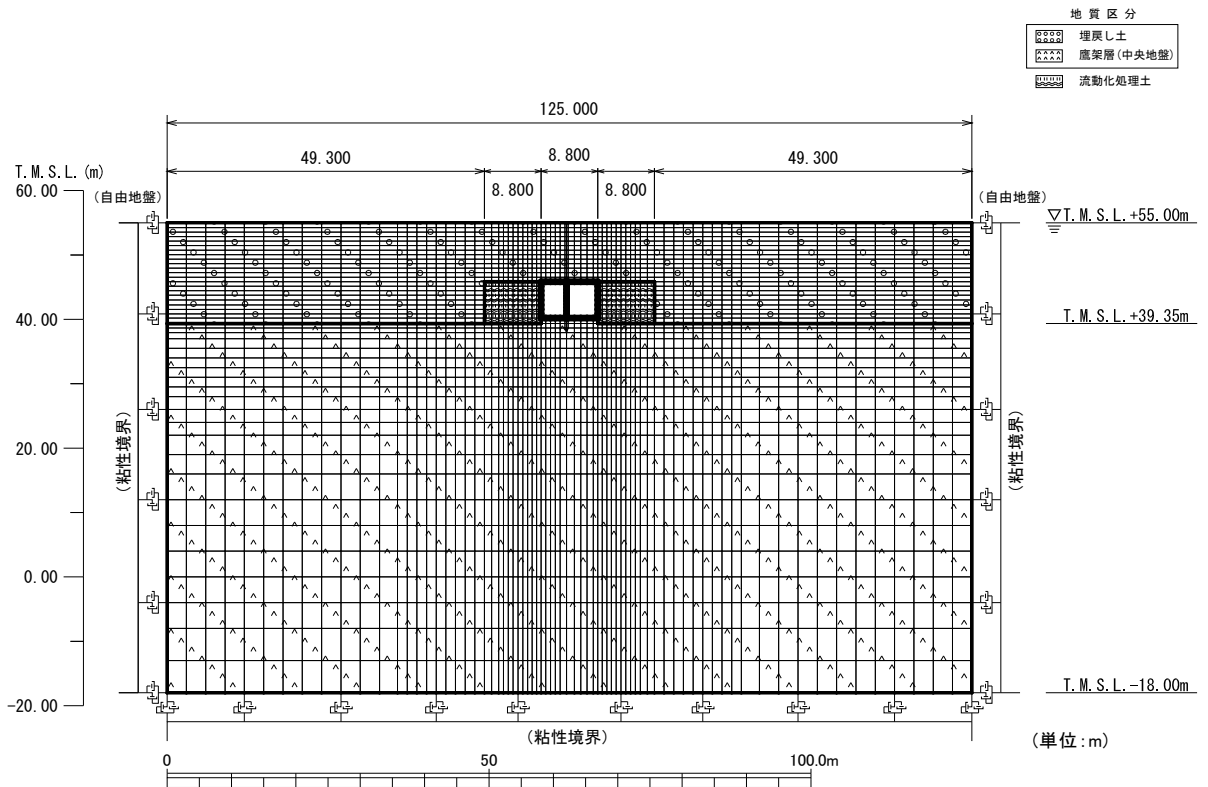 地質区分
埋戻し土
鷹架層(中央地盤)
流動化処理土
125.000
49.300
8.800
49.300
8.800
8.800
T.M.S.L.(m)
60.00
(自由地盤)
(自由地盤)
▽T.M.S.L.+55.00m
40.00
T.M.S.L.+39.35m
20.00
(粘性境界)
(粘性境界)
0.00
-20.00
T.M.S.L.-18.00m
(粘性境界)
(単位:m)
0
50
100.0m